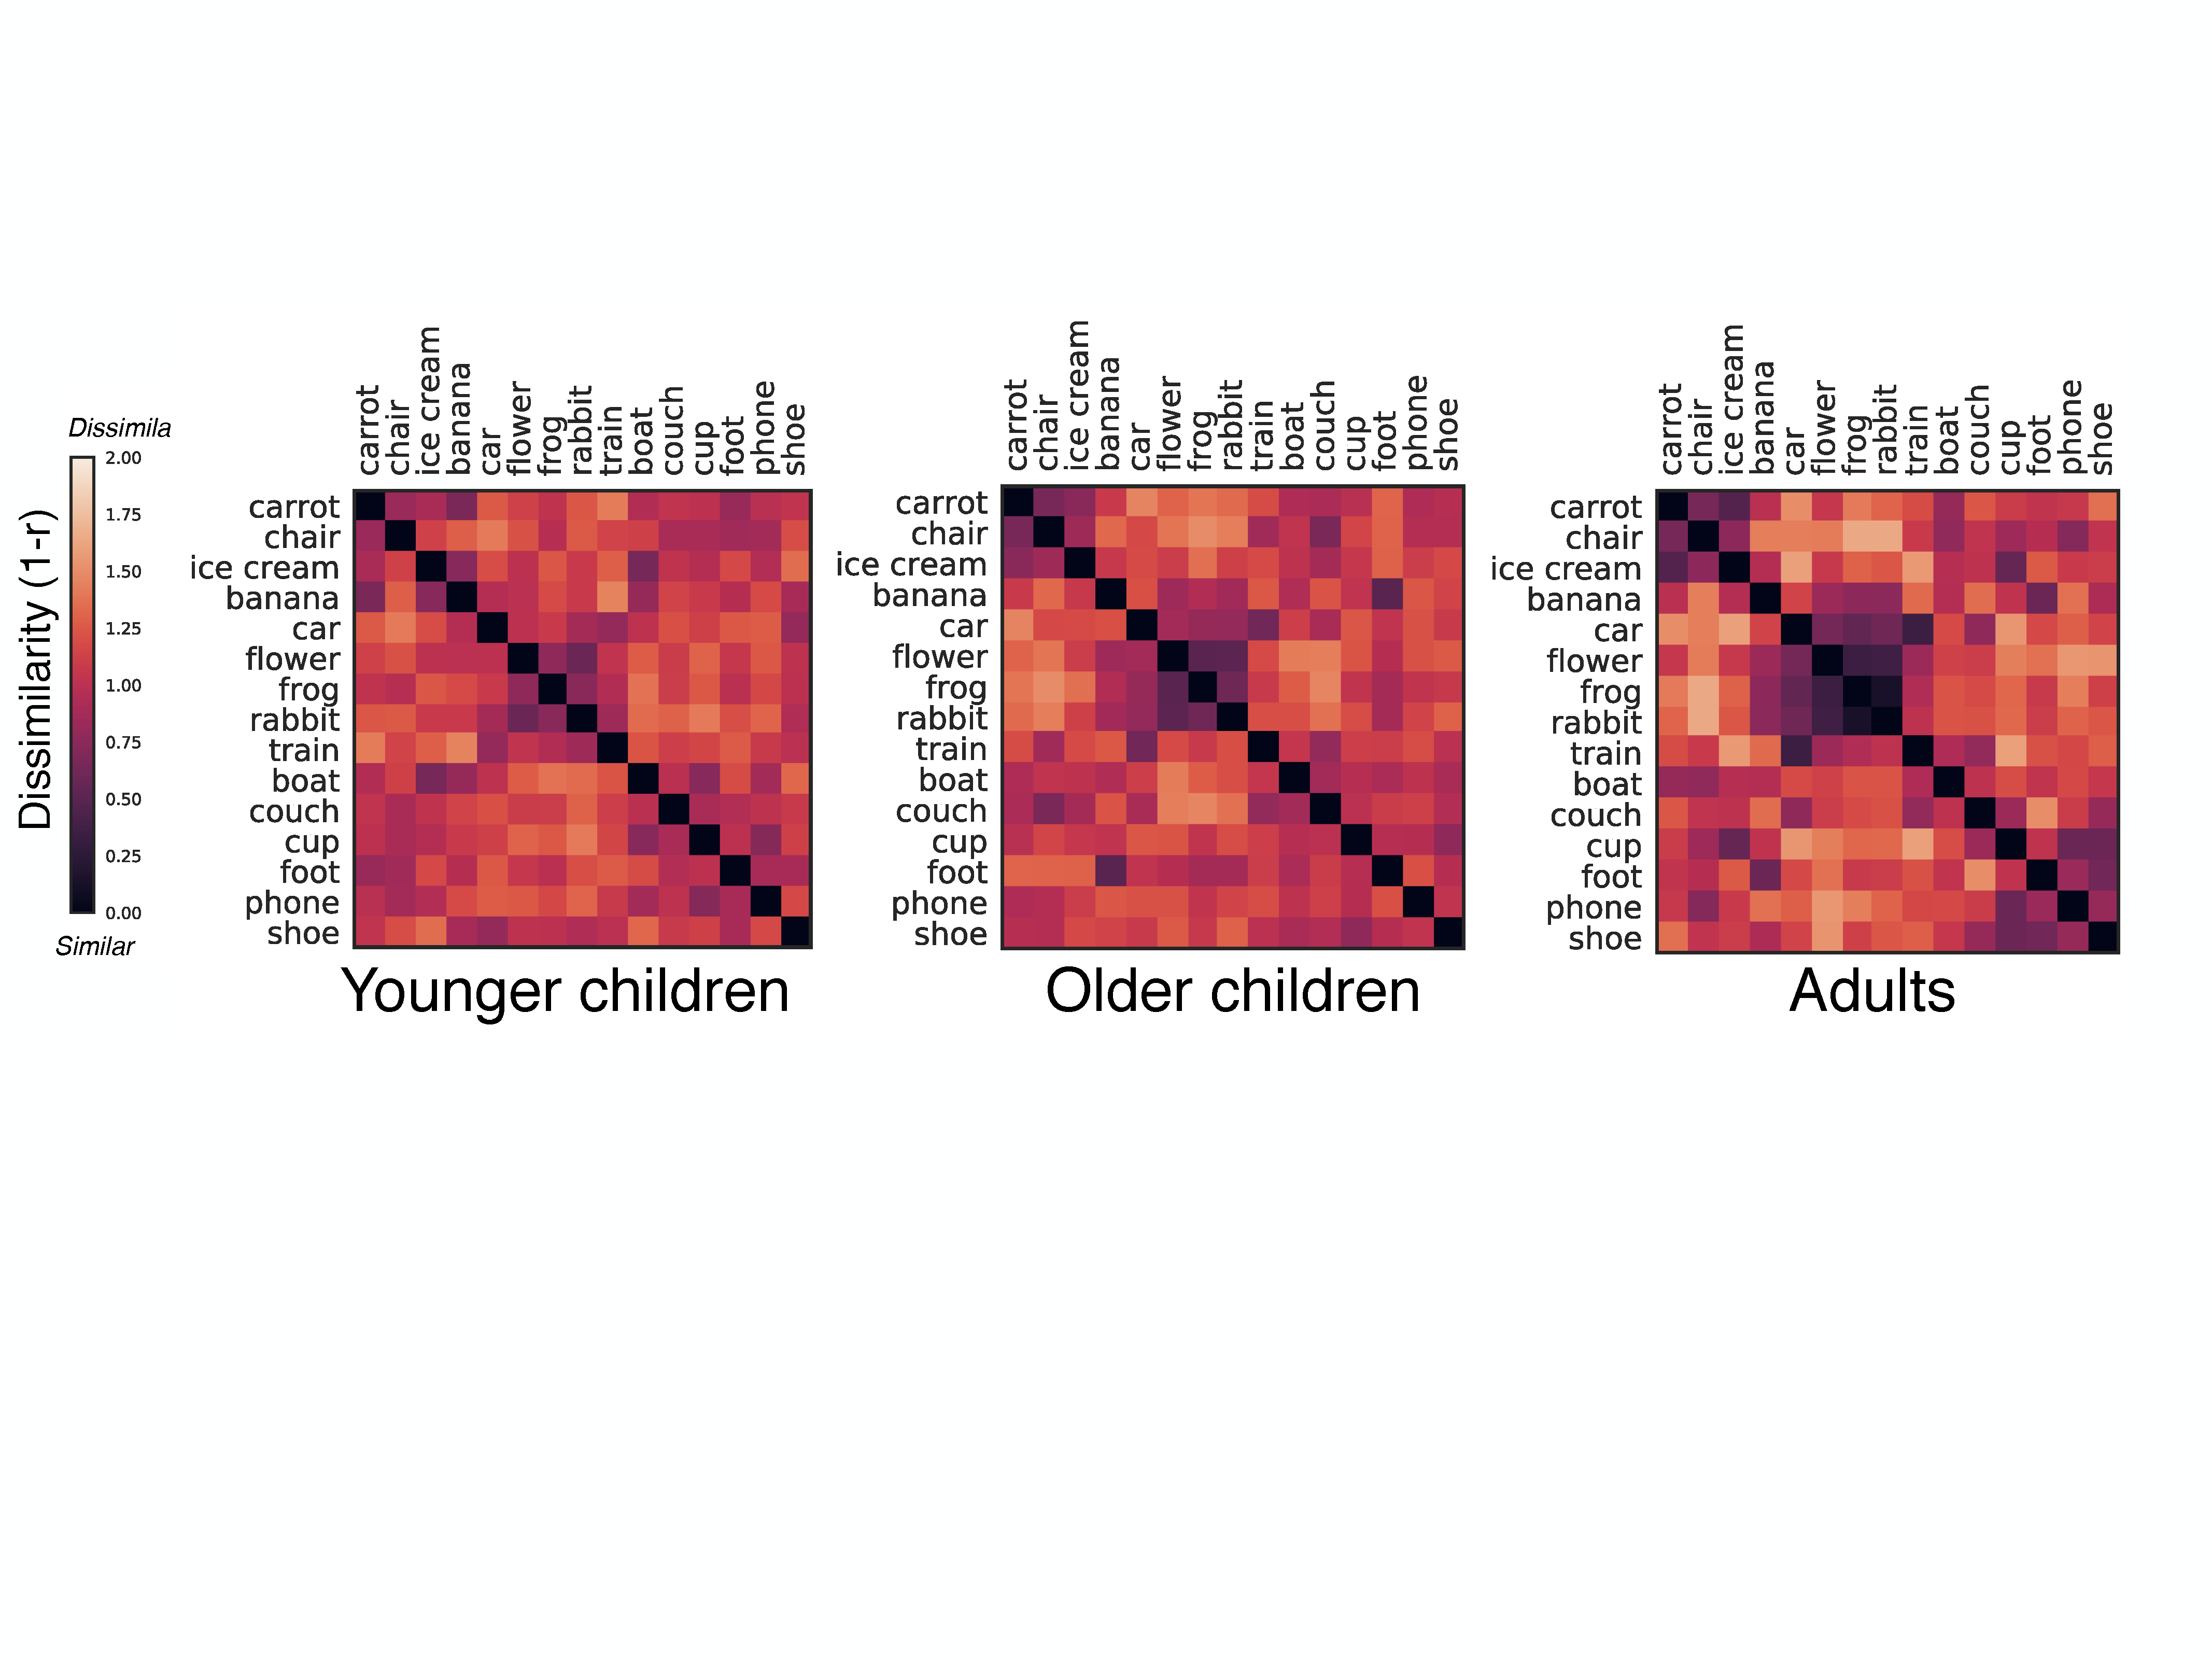 Dissimila
Dissimilarity (1-r)
2.00
1.75
1.50
1.25
1.00
0.75
0.50
0.25
0.00
Similar
carrot
chair
ice cream
banana
car
flower
frog
rabbit
train
boat
couch
cup
foot
phone
shoe
carrot
chair
ice cream
banana
car
flower
frog
rabbit
train
boat
couch
cup
foot
phone
shoe
Younger children
carrot
chair
ice cream
banana
car
flower
frog
rabbit
train
boat
couch
cup
foot
phone
shoe
carrot
chair
ice cream
banana
car
flower
frog
rabbit
train
boat
couch
cup
foot
phone
shoe
Older children
carrot
chair
ice cream
banana
car
flower
frog
rabbit
train
boat
couch
cup
foot
phone
shoe
carrot
chair
ice cream
banana
car
flower
frog
rabbit
train
boat
couch
cup
foot
phone
shoe
Adults